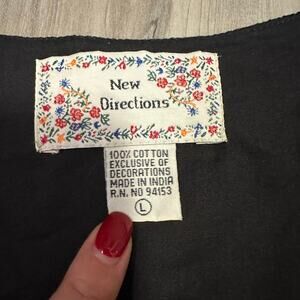 New
Directions
100% COTTON
EXCLUSIVE OF
DECORATIONS
MADE IN INDIA
R.N. NO 94153
L